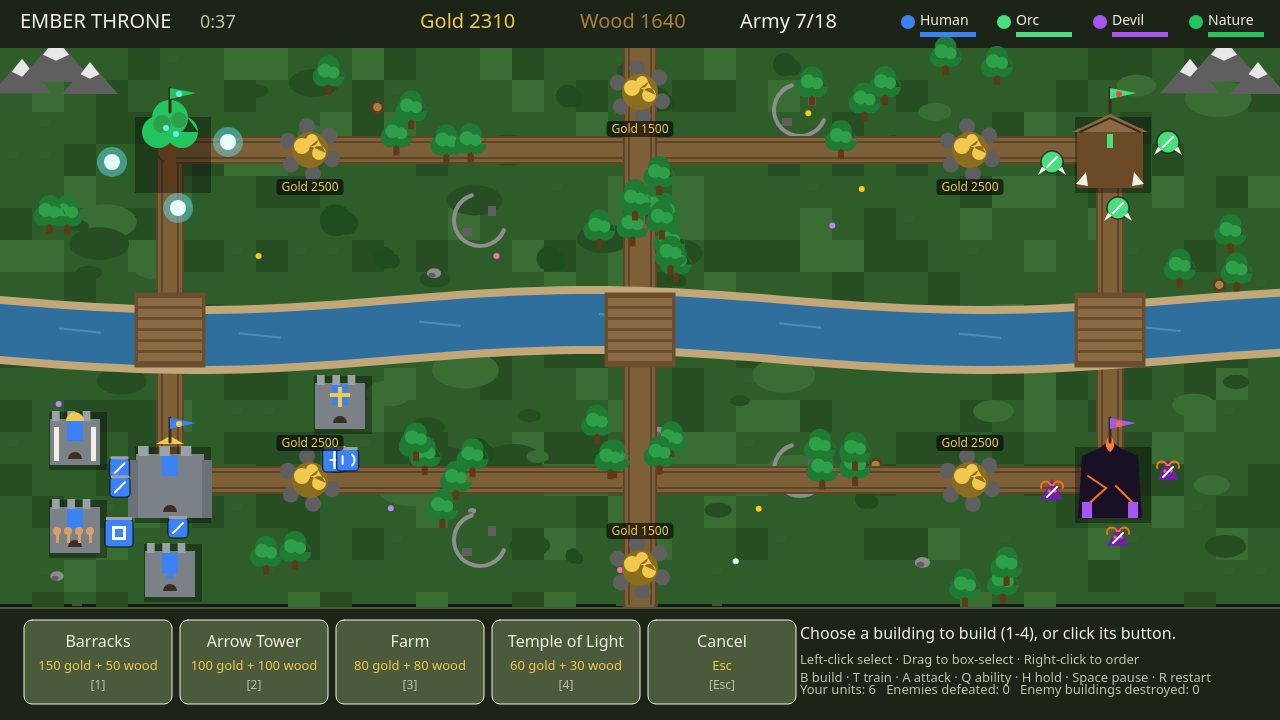 EMBER THRONE 0:37 Gold 2310 Wood 1640 Army 7/18 Human Orc Devil Nature
Gold 1500
Gold 2500
Gold 2500
Gold 2500
Gold 2500
Gold 1500
Barracks
150 gold + 50 wood
[1]
Arrow Tower
100 gold + 100 wood
[2]
Farm
80 gold + 80 wood
[3]
Temple of Light
60 gold + 30 wood
[4]
Cancel
Esc
[Esc]
Choose a building to build (1-4), or click its button.
Left-click select · Drag to box-select · Right-click to order
B build · T train · A attack · Q ability · H hold · Space pause · R restart
Your units: 6 Enemies defeated: 0 Enemy buildings destroyed: 0